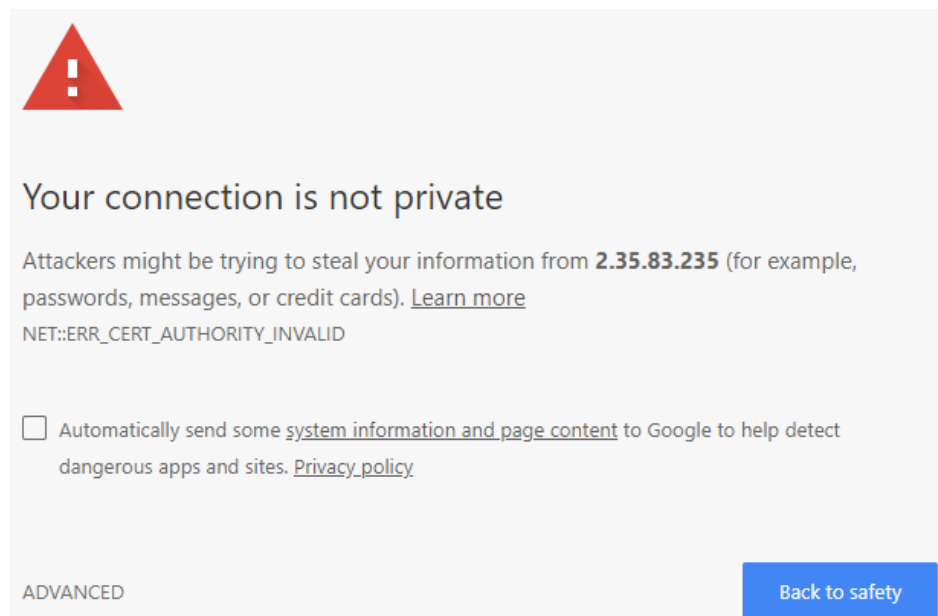 Your connection is not private
Attackers might be trying to steal your information from 2.35.83.235 (for example,
passwords, messages, or credit cards). Learn more
NET::ERR_CERT_AUTHORITY_INVALID
Automatically send some system information and page content to Google to help detect
dangerous apps and sites. Privacy policy
ADVANCED
Back to safety